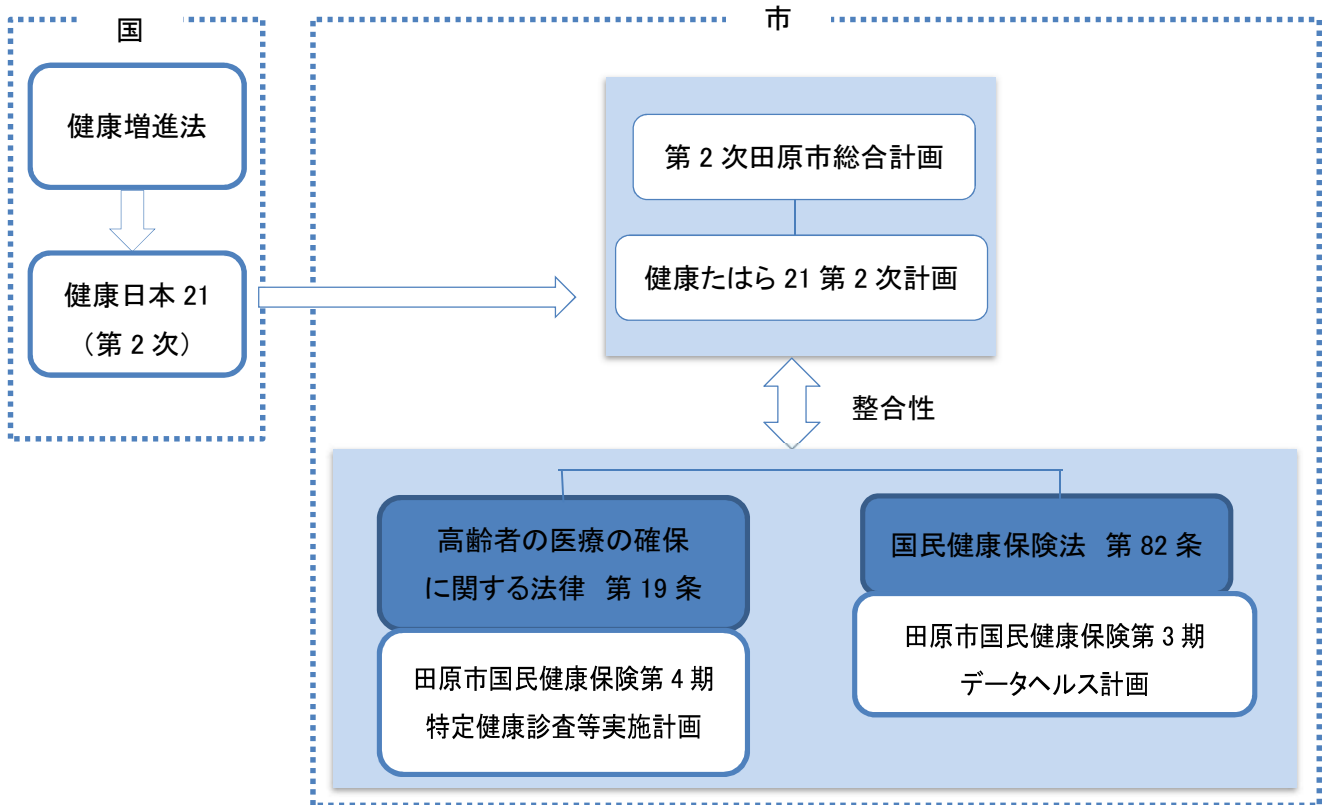 国
健康増進法
健康日本 21
（第 2 次）
市
第 2 次田原市総合計画
健康たはら 21 第 2 次計画
整合性
高齢者の医療の確保
に関する法律　第 19 条
田原市国民健康保険第 4 期
特定健康診査等実施計画
国民健康保険法　第 82 条
田原市国民健康保険第 3 期
データヘルス計画